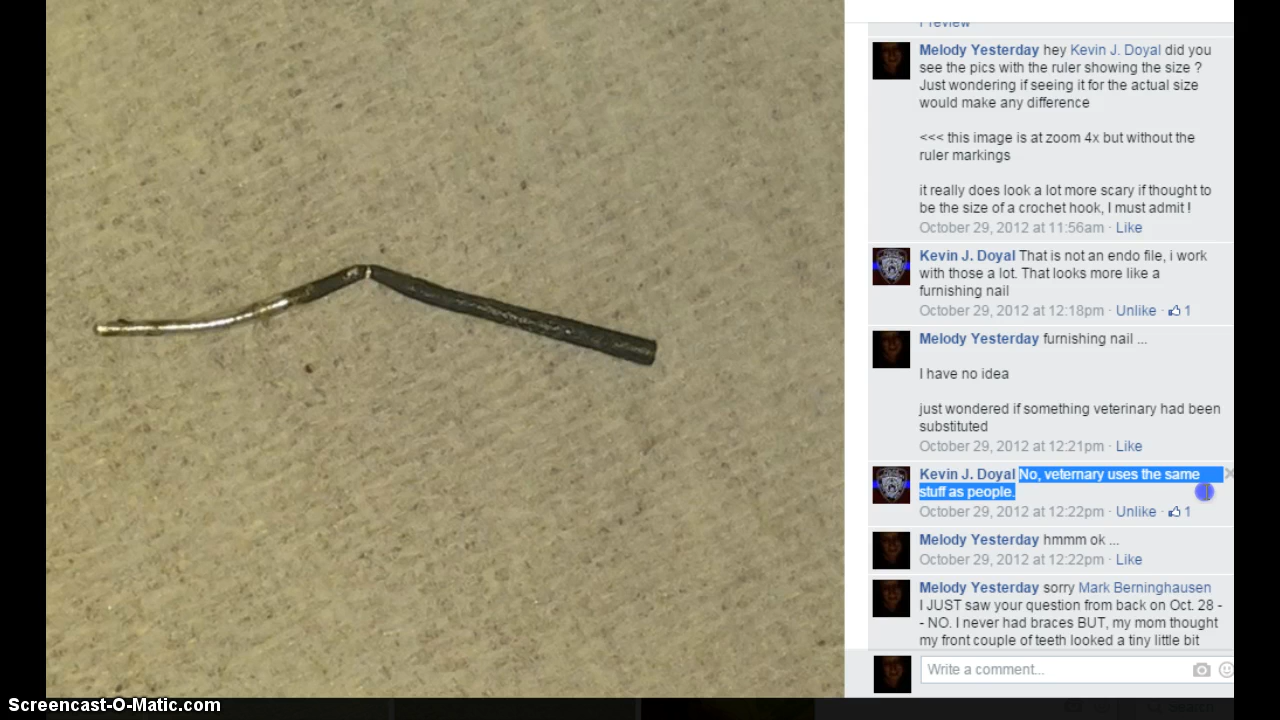 Preview
Melody Yesterday hey Kevin J. Doyal did you
see the pics with the ruler showing the size ?
Just wondering if seeing it for the actual size
would make any difference
<<< this image is at zoom 4x but without the
ruler markings
it really does look a lot more scary if thought to
be the size of a crochet hook, I must admit !
October 29, 2012 at 11:56am · Like
Kevin J. Doyal That is not an endo file, i work
with those a lot. That looks more like a
furnishing nail
October 29, 2012 at 12:18pm · Unlike · 1
Melody Yesterday furnishing nail ...
I have no idea
just wondered if something veterinary had been
substituted
October 29, 2012 at 12:21pm · Like
Kevin J. Doyal No, veternary uses the same
stuff as people.
October 29, 2012 at 12:22pm · Unlike · 1
Melody Yesterday hmmm ok ...
October 29, 2012 at 12:22pm · Like
Melody Yesterday sorry Mark Berninghausen
I JUST saw your question from back on Oct. 28 -
- NO. I never had braces BUT, my mom thought
my front couple of teeth looked a tiny little bit
Write a comment...
Search
Screencast-O-Matic.com